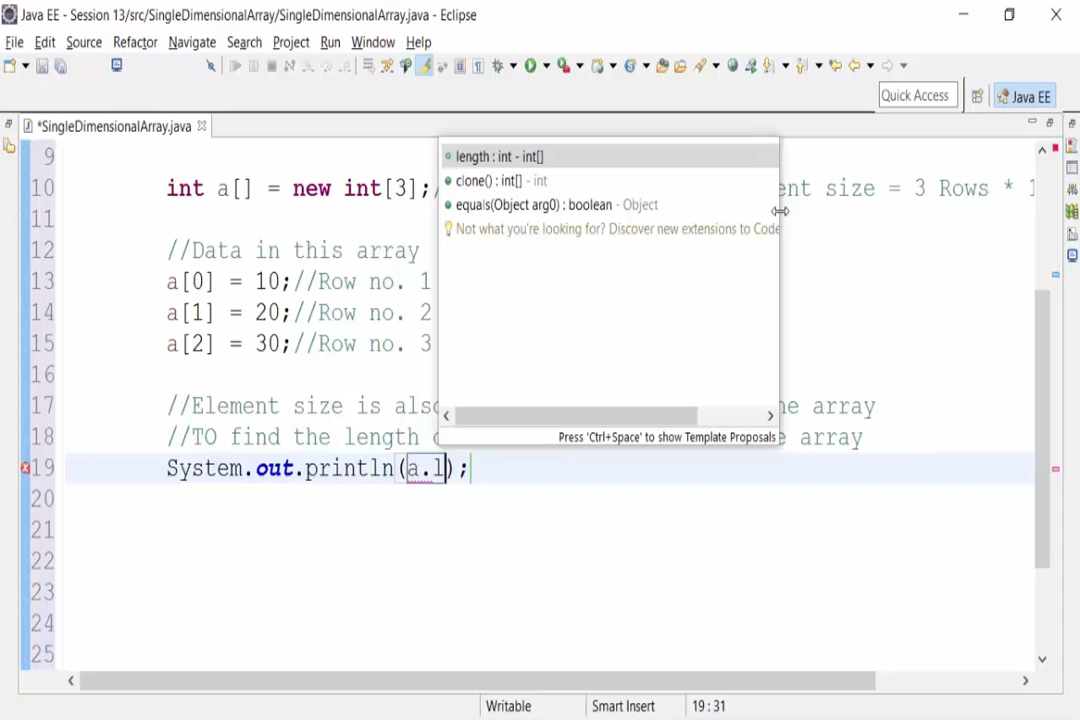 Java EE - Session 13/src/SingleDimensionalArray/SingleDimensionalArray.java - Eclipse
File Edit Source Refactor Navigate Search Project Run Window Help
Quick Access
Java EE
*SingleDimensionalArray.java
9
10 int a[] = new int[3];/ ent size = 3 Rows * 1
11
12 //Data in this array
13 a[0] = 10;//Row no. 1
14 a[1] = 20;//Row no. 2
15 a[2] = 30;//Row no. 3
16
17 //Element size is also he array
18 //TO find the length e array
19 System.out.println(a.l);
20
21
22
23
24
25
length : int - int[]
clone() : int[] - int
equals(Object arg0) : boolean - Object
Not what you're looking for? Discover new extensions to Code
Press 'Ctrl+Space' to show Template Proposals
Writable Smart Insert 19 : 31